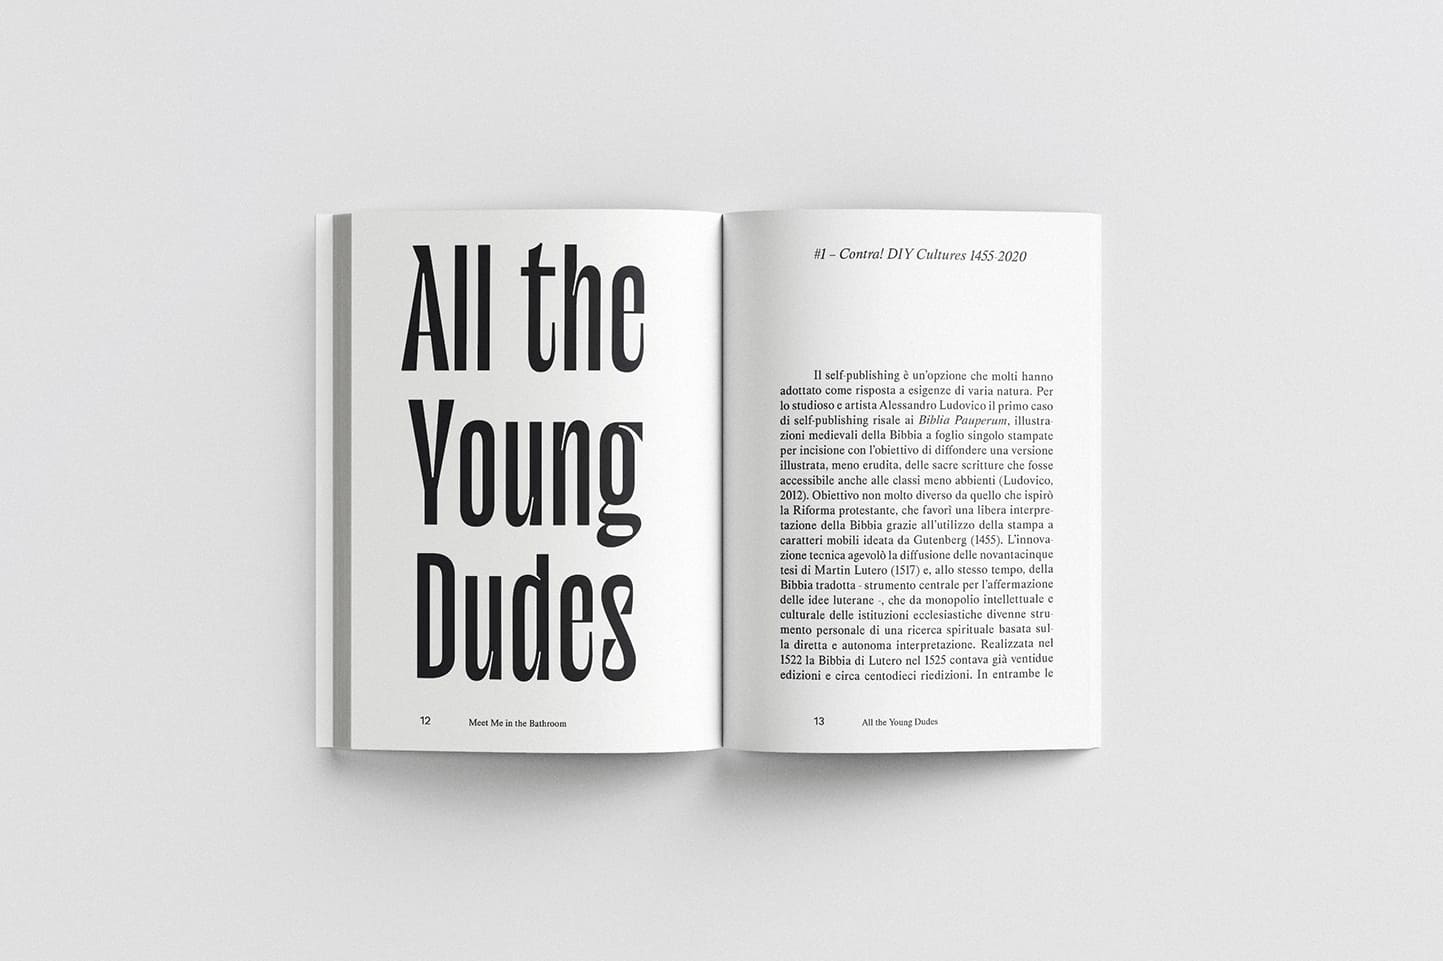 All the
Young
Dudes
12 Meet Me in the Bathroom
#1 – Contra! DIY Cultures 1455-2020
Il self-publishing è un'opzione che molti hanno
adottato come risposta a esigenze di varia natura. Per
lo studioso e artista Alessandro Ludovico il primo caso
di self-publishing risale ai Biblia Pauperum, illustra-
zioni medievali della Bibbia a foglio singolo stampate
per incisione con l'obiettivo di diffondere una versione
illustrata, meno erudita, delle sacre scritture che fosse
accessibile anche alle classi meno abbienti (Ludovico,
2012). Obiettivo non molto diverso da quello che ispirò
la Riforma protestante, che favorì una libera interpre-
tazione della Bibbia grazie all'utilizzo della stampa a
caratteri mobili ideata da Gutenberg (1455). L'innova-
zione tecnica agevolò la diffusione delle novantacinque
tesi di Martin Lutero (1517) e, allo stesso tempo, della
Bibbia tradotta - strumento centrale per l'affermazione
delle idee luterane -, che da monopolio intellettuale e
culturale delle istituzioni ecclesiastiche divenne stru-
mento personale di una ricerca spirituale basata sul-
la diretta e autonoma interpretazione. Realizzata nel
1522 la Bibbia di Lutero nel 1525 contava già ventidue
edizioni e circa centodieci riedizioni. In entrambe le
13 All the Young Dudes